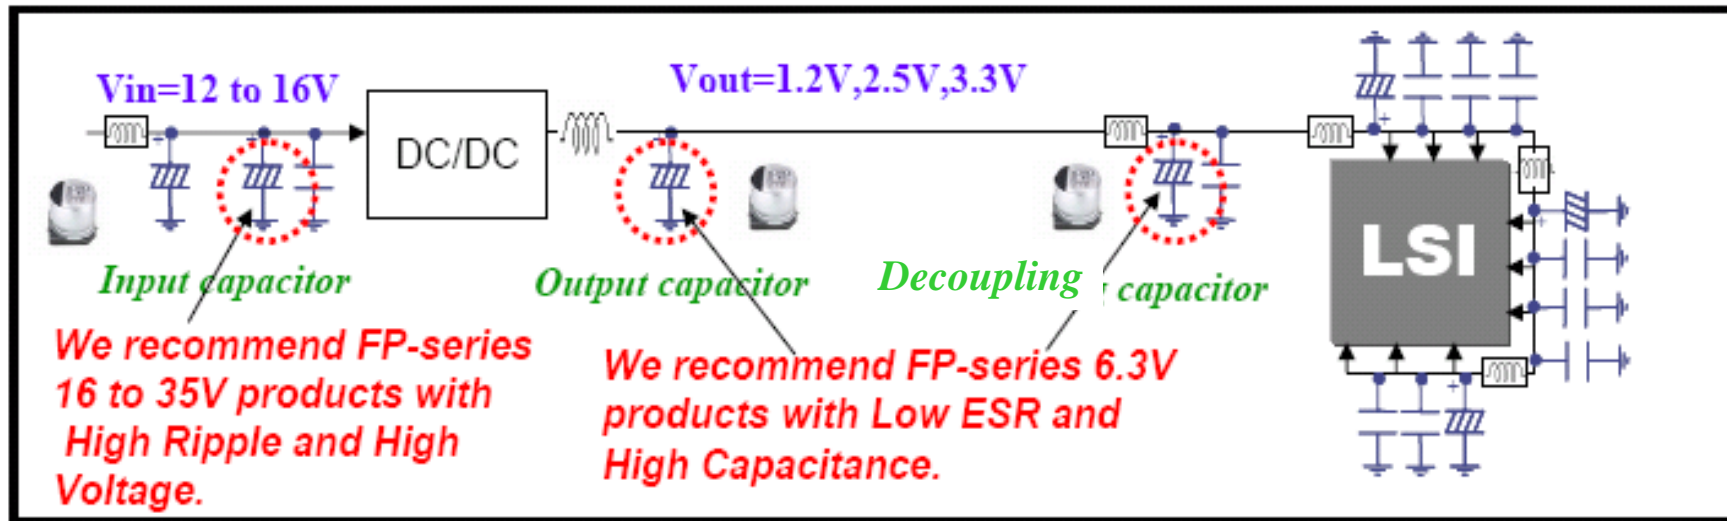 Vin=12 to 16V
Vout=1.2V,2.5V,3.3V
DC/DC
LSI
Input capacitor
Output capacitor
Decoupling capacitor
We recommend FP-series
16 to 35V products with
High Ripple and High
Voltage.
We recommend FP-series 6.3V
products with Low ESR and
High Capacitance.